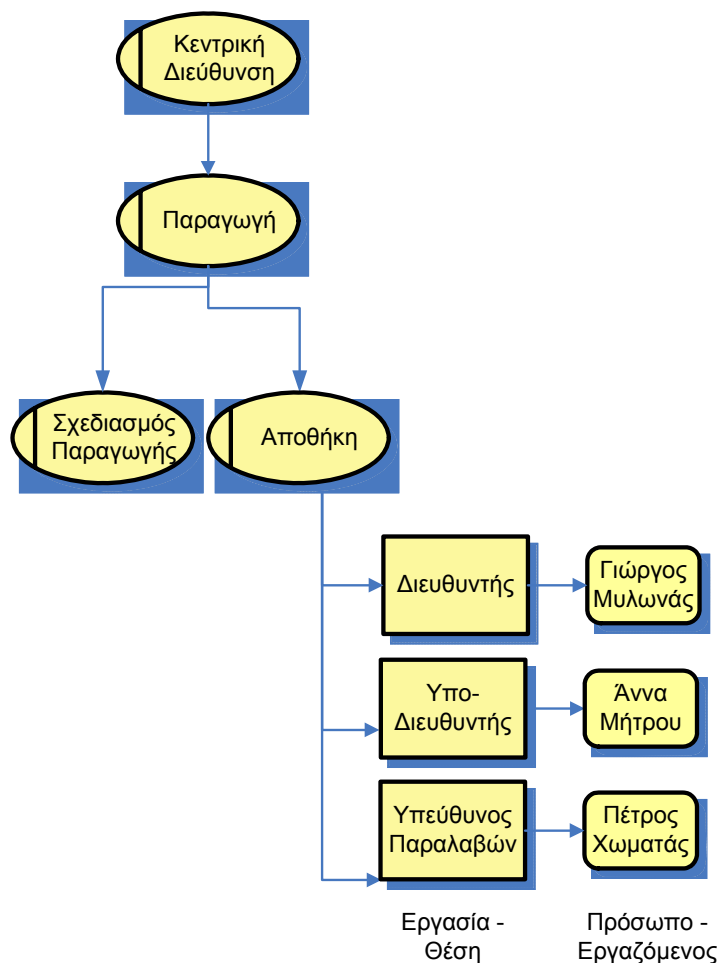 Κεντρική
Διεύθυνση
Παραγωγή
Σχεδιασμός
Παραγωγής
Αποθήκη
Διευθυντής
Γιώργος
Μυλωνάς
Υπο-
Διευθυντής
Άννα
Μήτρου
Υπεύθυνος
Παραλαβών
Πέτρος
Χωματάς
Εργασία -
Θέση
Πρόσωπο -
Εργαζόμενος